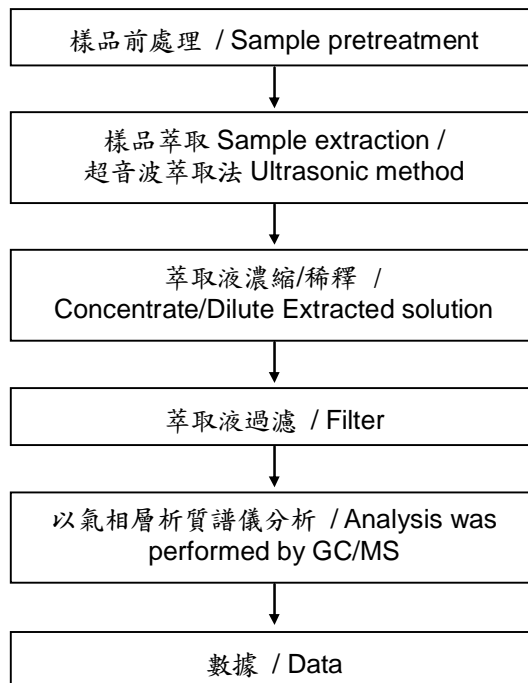 樣品前處理 / Sample pretreatment
樣品萃取 Sample extraction /
超音波萃取法 Ultrasonic method
萃取液濃縮/稀釋 /
Concentrate/Dilute Extracted solution
萃取液過濾 / Filter
以氣相層析質譜儀分析 / Analysis was
performed by GC/MS
數據 / Data